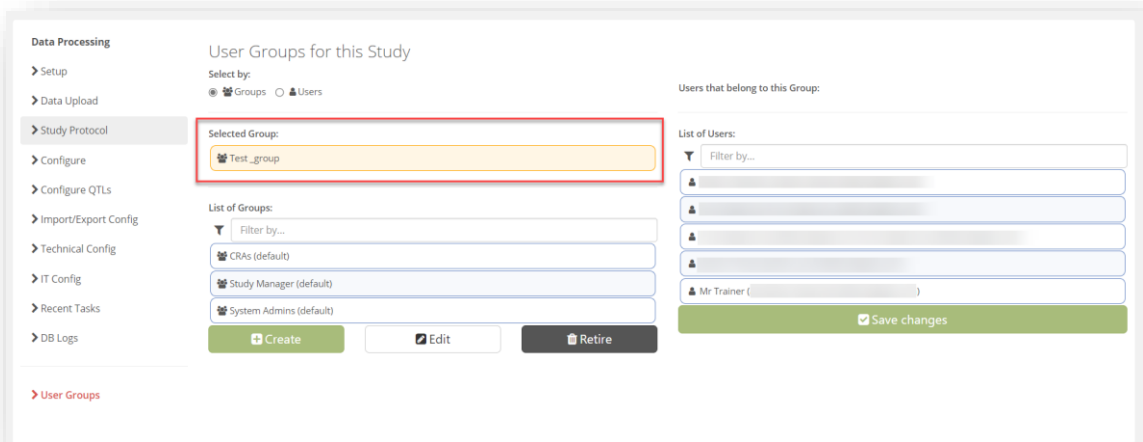 Data Processing
Setup
Data Upload
Study Protocol
Configure
Configure QTLs
Import/Export Config
Technical Config
IT Config
Recent Tasks
DB Logs
User Groups
User Groups for this Study
Select by:
Groups Users
Selected Group:
Test _group
List of Groups:
Filter by...
CRAs (default)
Study Manager (default)
System Admins (default)
Create Edit Retire
Users that belong to this Group:
List of Users:
Filter by...
Mr Trainer ( )
Save changes